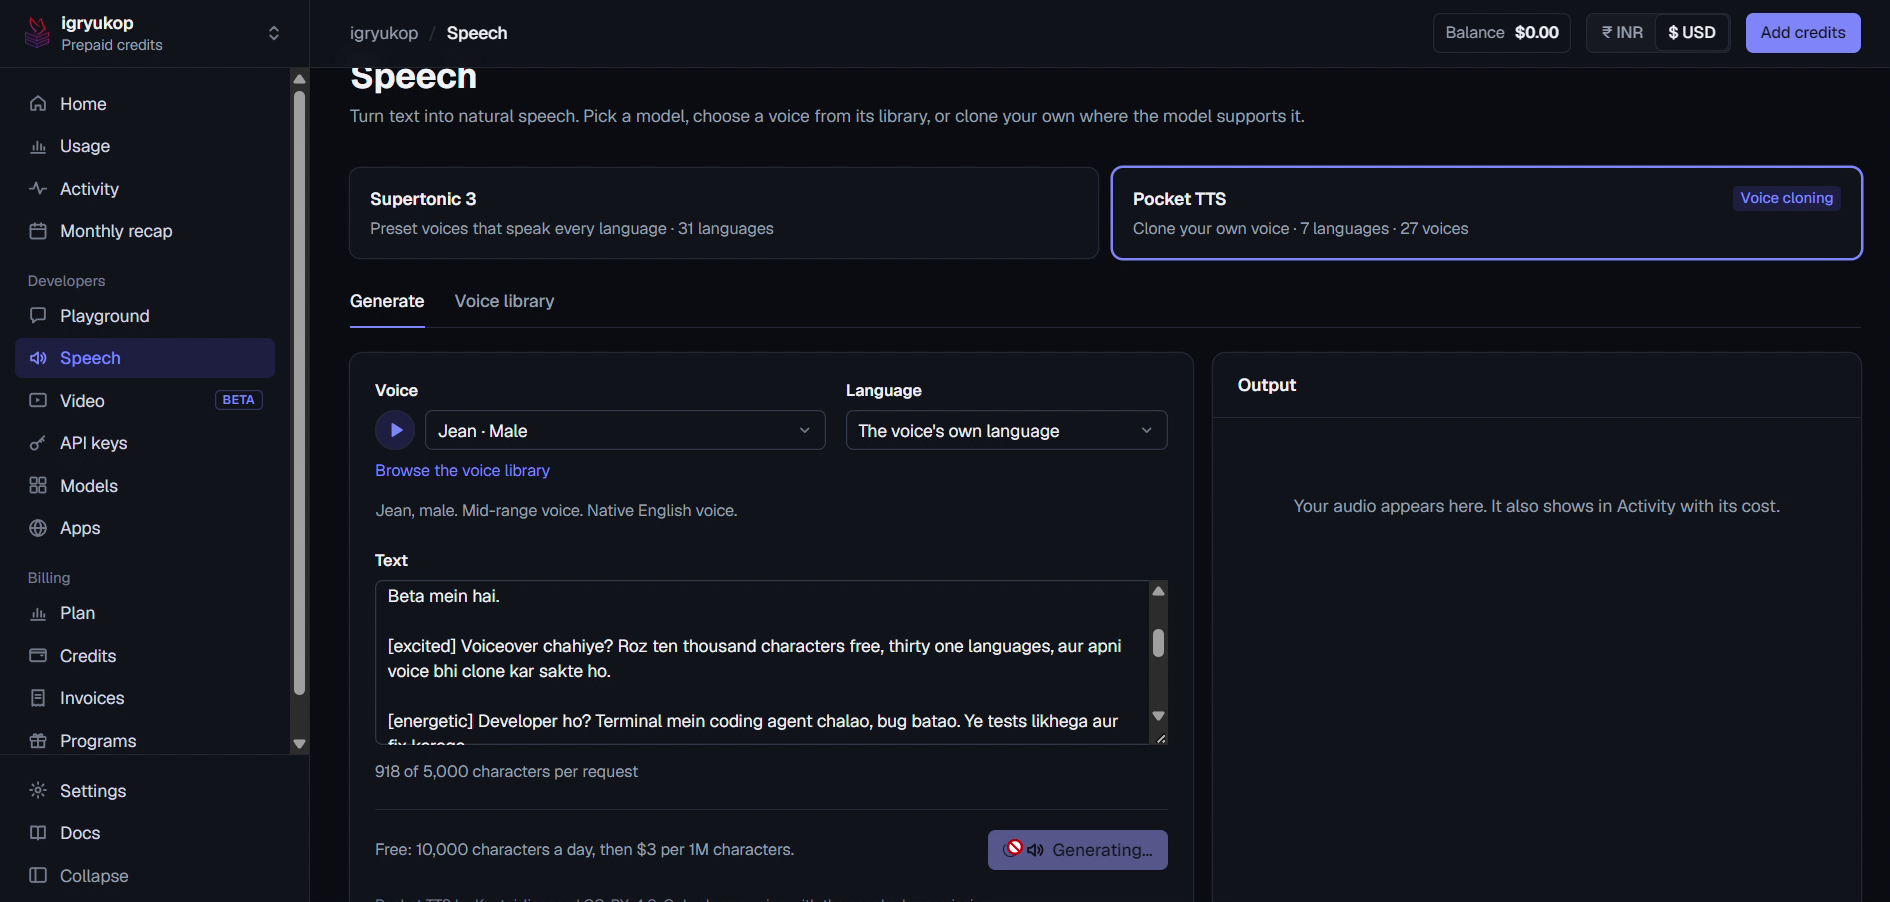 igryukop
Prepaid credits
Home
Usage
Activity
Monthly recap
Developers
Playground
Speech
Video BETA
API keys
Models
Apps
Billing
Plan
Credits
Invoices
Programs
Settings
Docs
Collapse
igryukop / Speech
Balance $0.00
₹ INR $ USD
Add credits
Speech
Turn text into natural speech. Pick a model, choose a voice from its library, or clone your own where the model supports it.
Supertonic 3
Preset voices that speak every language · 31 languages
Pocket TTS Voice cloning
Clone your own voice · 7 languages · 27 voices
Generate Voice library
Voice
Jean · Male
Browse the voice library
Language
The voice's own language
Jean, male. Mid-range voice. Native English voice.
Text
Beta mein hai.
[excited] Voiceover chahiye? Roz ten thousand characters free, thirty one languages, aur apni
voice bhi clone kar sakte ho.
[energetic] Developer ho? Terminal mein coding agent chalao, bug batao. Ye tests likhega aur
918 of 5,000 characters per request
Free: 10,000 characters a day, then $3 per 1M characters.
Generating...
Output
Your audio appears here. It also shows in Activity with its cost.